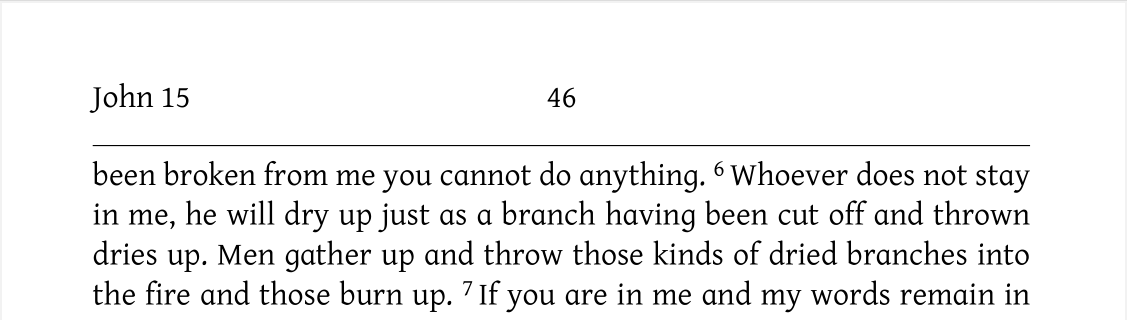 John 15 46
been broken from me you cannot do anything. 6 Whoever does not stay
in me, he will dry up just as a branch having been cut off and thrown
dries up. Men gather up and throw those kinds of dried branches into
the fire and those burn up. 7 If you are in me and my words remain in